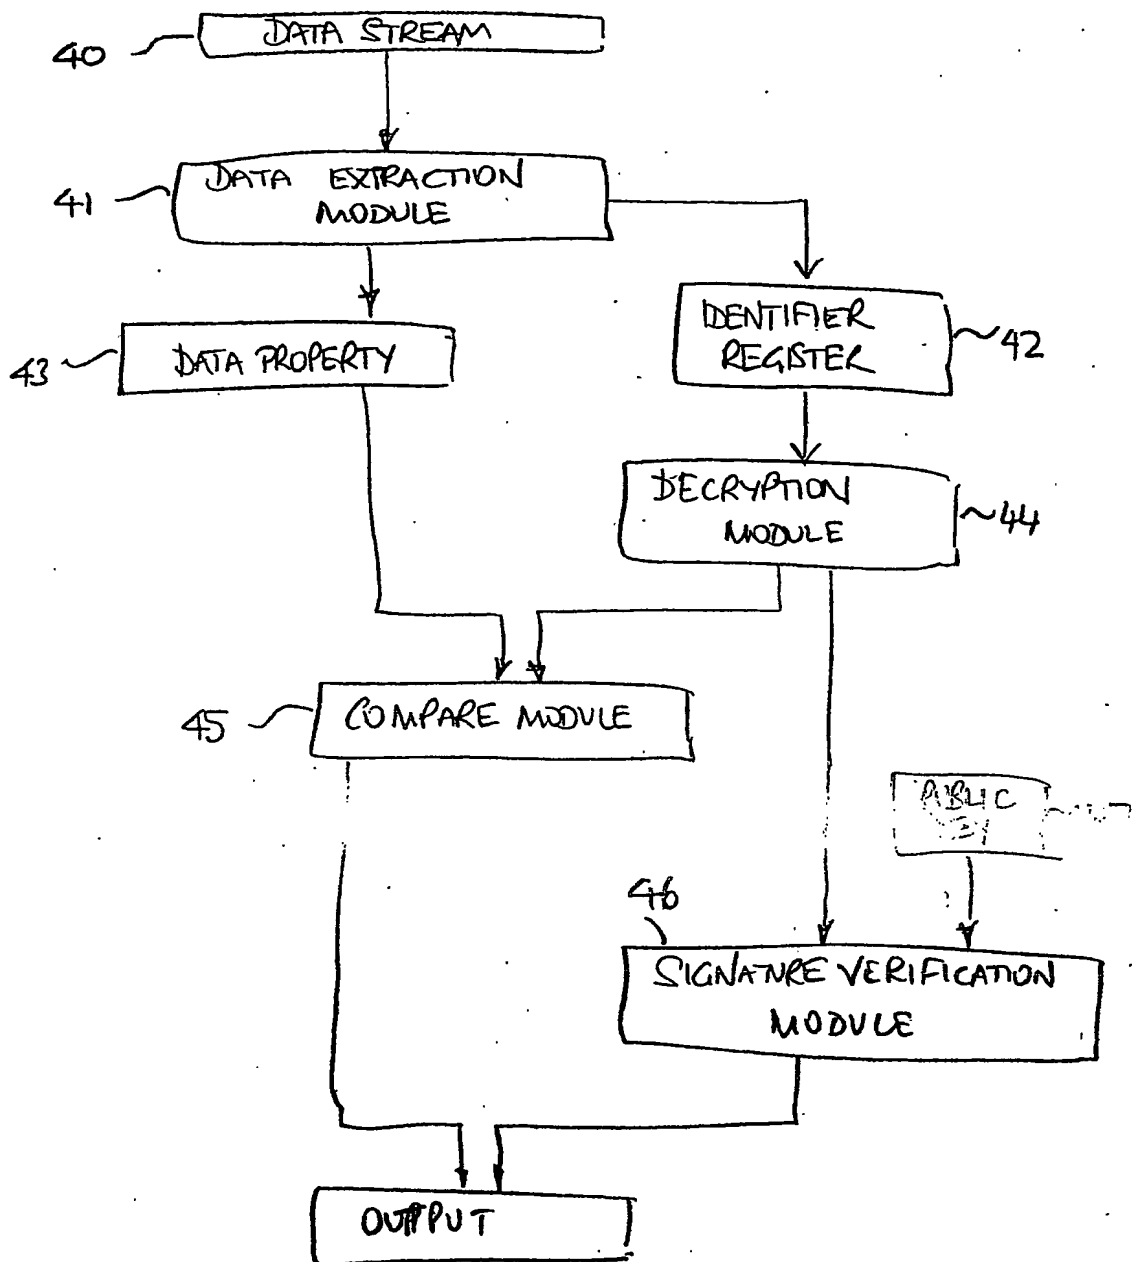 DATA STREAM
40
DATA EXTRACTION
MODULE
41
IDENTIFIER
REGISTER
42
43
DATA PROPERTY
DECRYPTION
MODULE
44
45
COMPARE MODULE
PUBLIC
46
SIGNATURE VERIFICATION
MODULE
OUTPUT